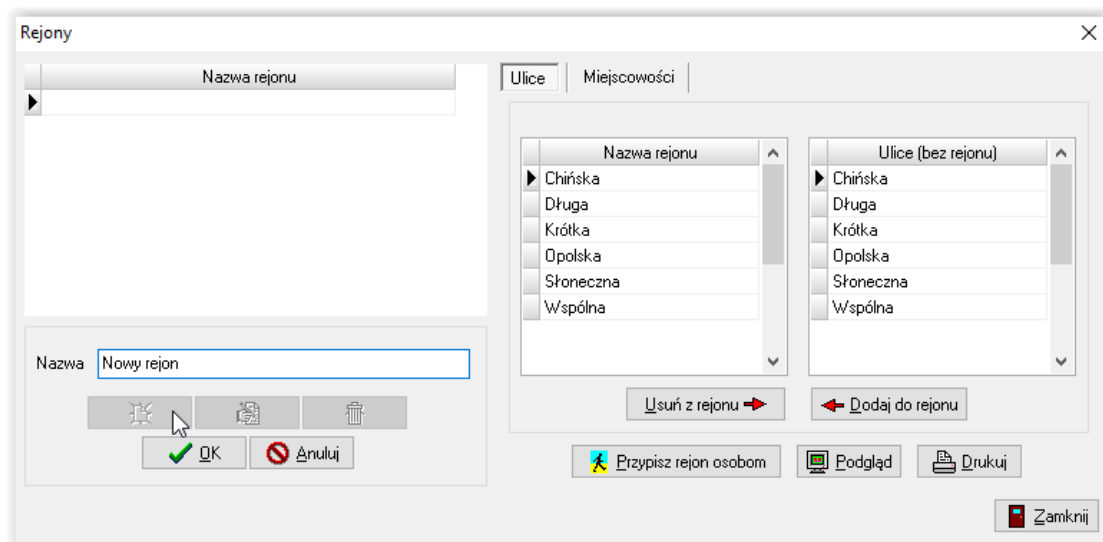 Rejony
Nazwa rejonu
Nazwa
Nowy rejon
OK
Anuluj
Ulice
Miejscowości
Nazwa rejonu
Chińska
Długa
Krótka
Opolska
Słoneczna
Wspólna
Ulice (bez rejonu)
Chińska
Długa
Krótka
Opolska
Słoneczna
Wspólna
Usuń z rejonu
Dodaj do rejonu
Przypisz rejon osobom
Podgląd
Drukuj
Zamknij